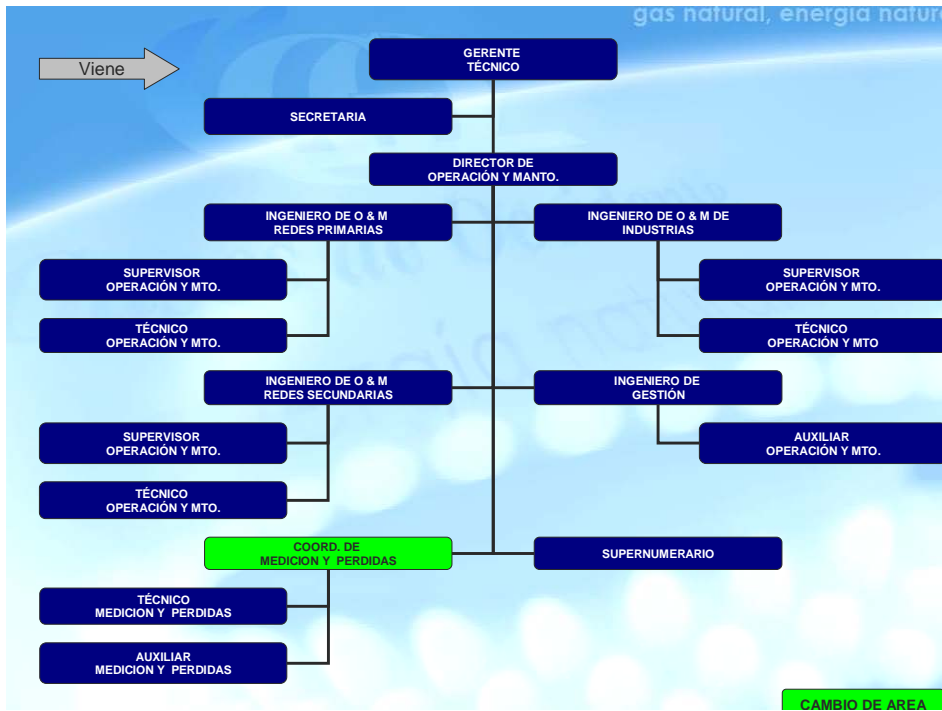 gas natural, energía natura
Viene
GERENTE
TÉCNICO
SECRETARIA
DIRECTOR DE
OPERACIÓN Y MANTO.
INGENIERO DE O & M
REDES PRIMARIAS
INGENIERO DE O & M DE
INDUSTRIAS
SUPERVISOR
OPERACIÓN Y MTO.
SUPERVISOR
OPERACIÓN Y MTO.
TÉCNICO
OPERACIÓN Y MTO.
TÉCNICO
OPERACIÓN Y MTO
INGENIERO DE O & M
REDES SECUNDARIAS
INGENIERO DE
GESTIÓN
SUPERVISOR
OPERACIÓN Y MTO.
AUXILIAR
OPERACIÓN Y MTO.
TÉCNICO
OPERACIÓN Y MTO.
COORD. DE
MEDICION Y PERDIDAS
SUPERNUMERARIO
TÉCNICO
MEDICION Y PERDIDAS
AUXILIAR
MEDICION Y PERDIDAS
CAMBIO DE AREA